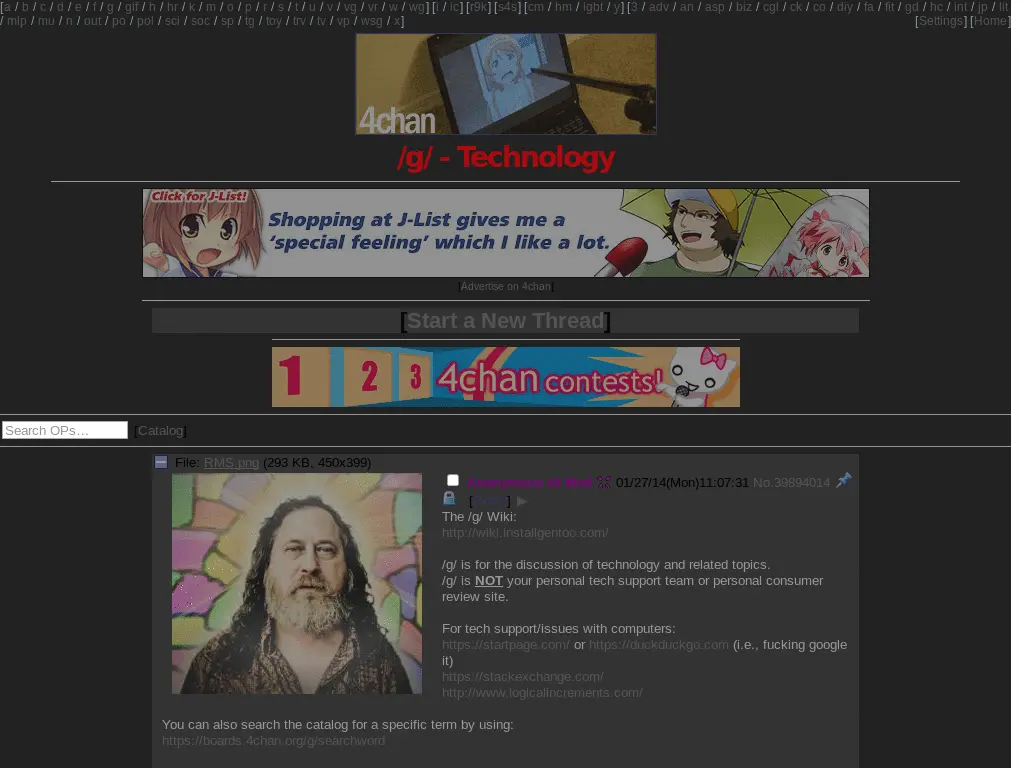 [a / b / c / d / e / f / g / gif / h / hr / k / m / o / p / r / s / t / u / v / vg / vr / w / wg] [i / ic] [r9k] [s4s] [cm / hm / lgbt / y] [3 / adv / an / asp / biz / cgl / ck / co / diy / fa / fit / gd / hc / int / jp / lit
/ mlp / mu / n / out / po / pol / sci / soc / sp / tg / toy / trv / tv / vp / wsg / x]
[Settings] [Home]
4chan
/g/ - Technology
Click for J-List!
Shopping at J-List gives me a
'special feeling' which I like a lot.
[Advertise on 4chan]
[Start a New Thread]
1 2 3 4chan contests!
Search OPs… [Catalog]
File: RMS.png (293 KB, 450x399)
01/27/14(Mon)11:07:31 No.39894014
[ ] ▶
The /g/ Wiki:
http://wiki.installgentoo.com/
/g/ is for the discussion of technology and related topics.
/g/ is NOT your personal tech support team or personal consumer
review site.
For tech support/issues with computers:
https://startpage.com/ or https://duckduckgo.com (i.e., fucking google
it)
https://stackexchange.com/
http://www.logicalincrements.com/
You can also search the catalog for a specific term by using:
https://boards.4chan.org/g/searchword